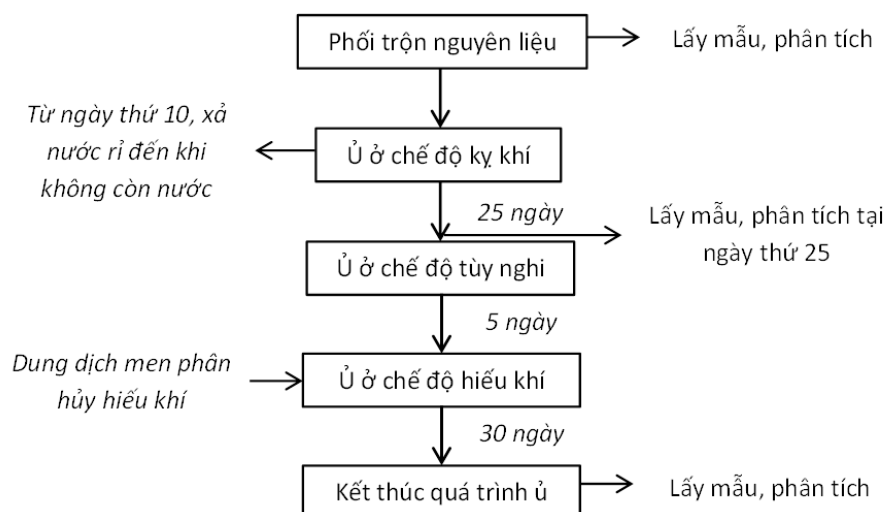 Phối trộn nguyên liệu
Lấy mẫu, phân tích
Từ ngày thứ 10, xả
nước rỉ đến khi
không còn nước
Ủ ở chế độ kỵ khí
25 ngày
Lấy mẫu, phân tích tại
ngày thứ 25
Ủ ở chế độ tùy nghi
5 ngày
Dung dịch men phân
hủy hiếu khí
Ủ ở chế độ hiếu khí
30 ngày
Kết thúc quá trình ủ
Lấy mẫu, phân tích